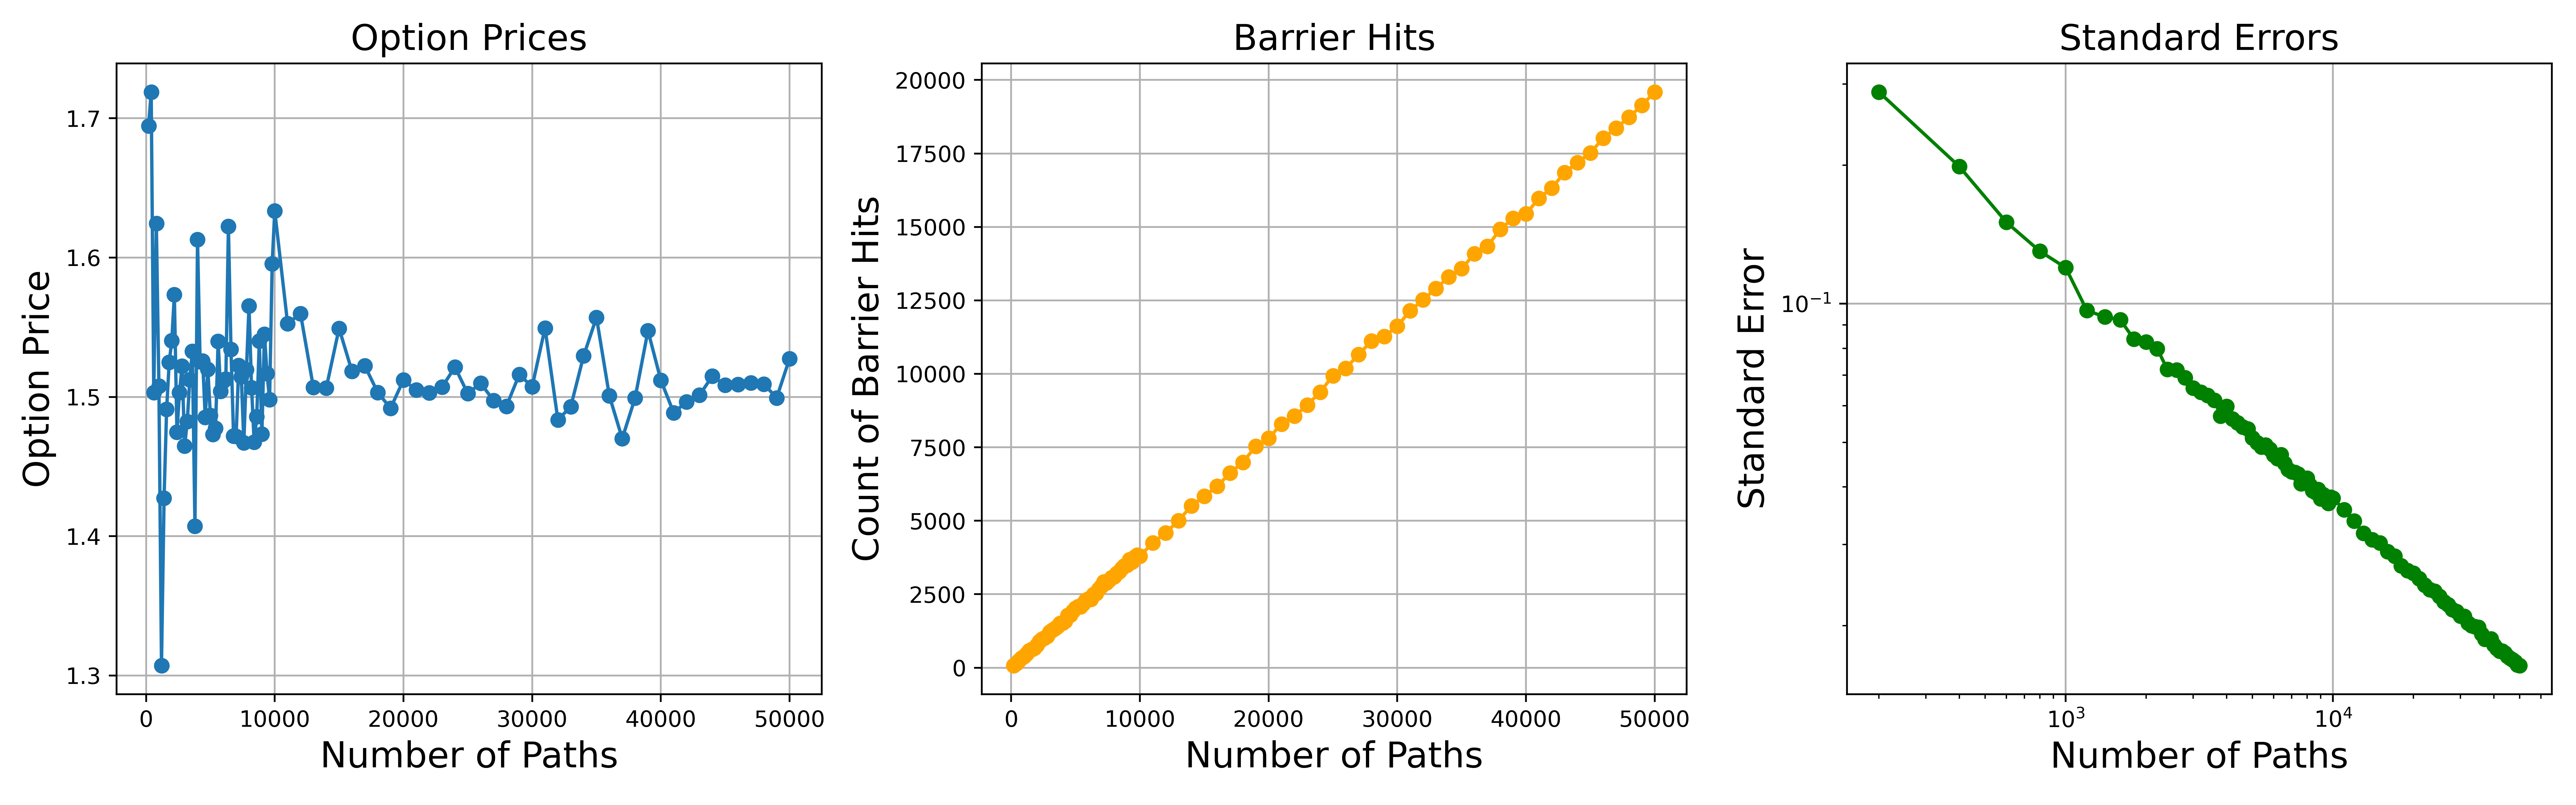 Option Prices
Option Price
1.7
1.6
1.5
1.4
1.3
0 10000 20000 30000 40000 50000
Number of Paths
Barrier Hits
Count of Barrier Hits
20000
17500
15000
12500
10000
7500
5000
2500
0
0 10000 20000 30000 40000 50000
Number of Paths
Standard Errors
Standard Error
10⁻¹
10³ 10⁴
Number of Paths